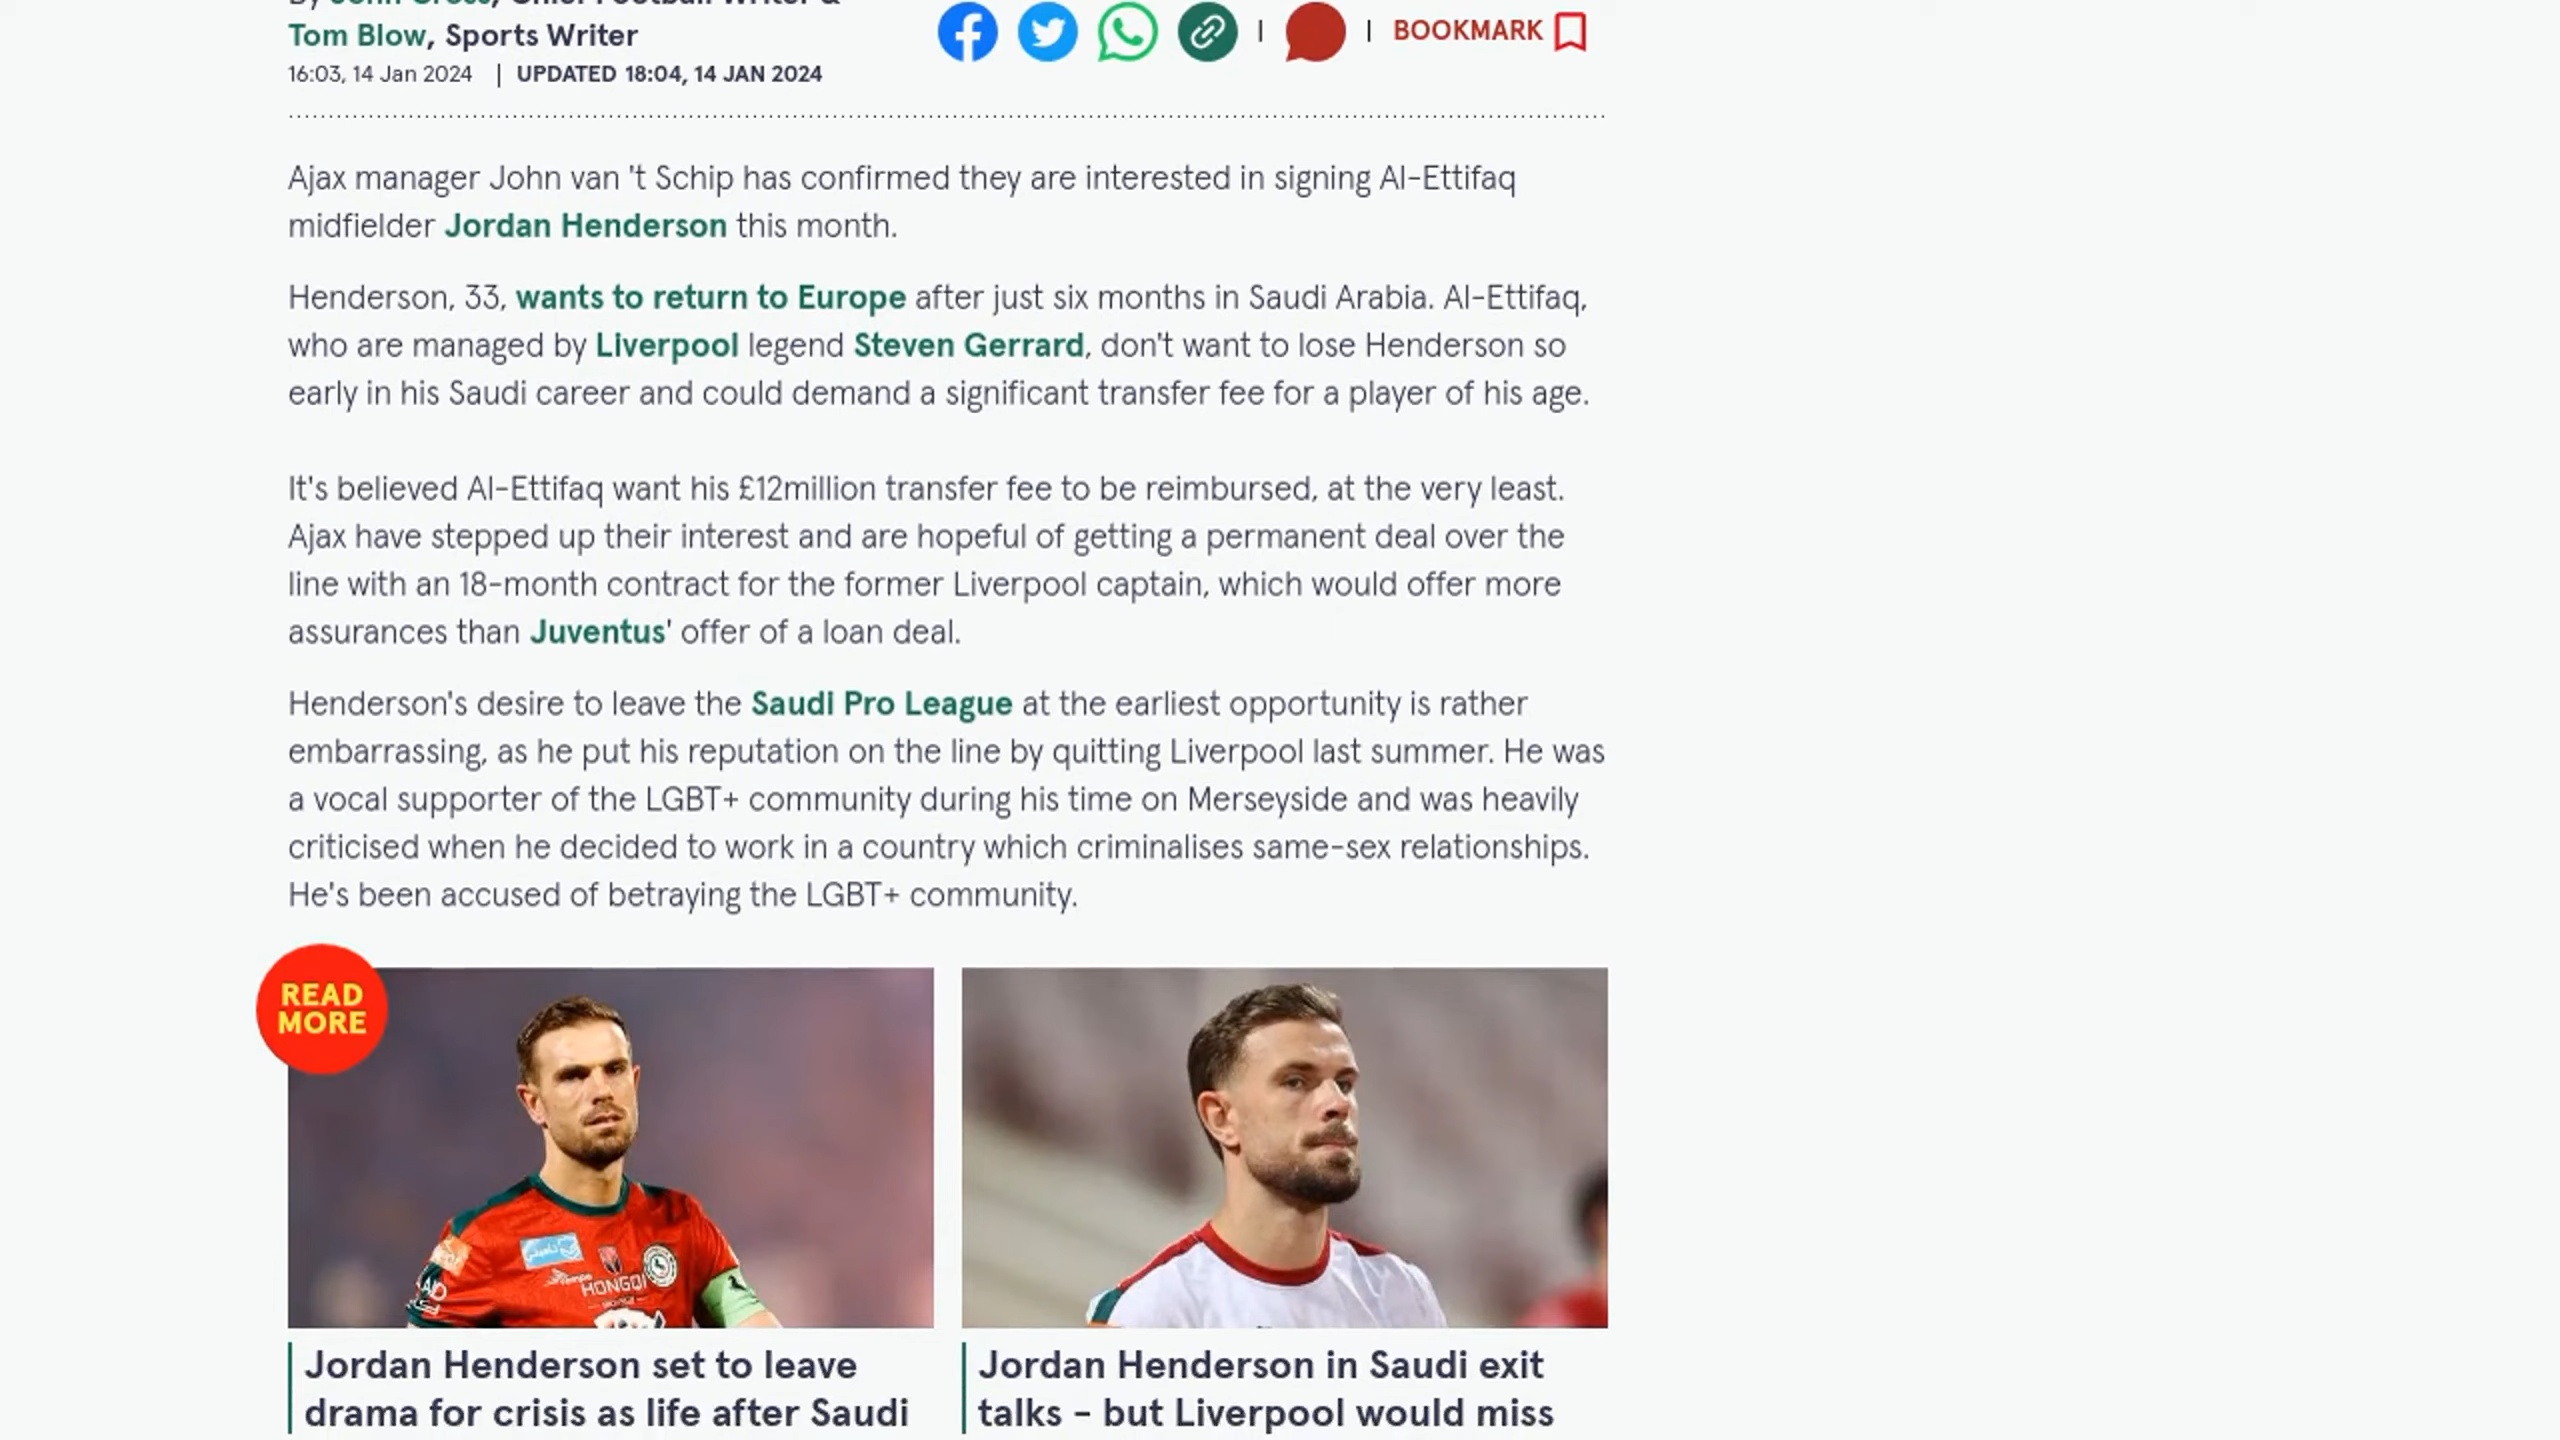 By John Cross, Chief Football Writer &
Tom Blow, Sports Writer
16:03, 14 Jan 2024 | UPDATED 18:04, 14 JAN 2024
| | BOOKMARK
Ajax manager John van 't Schip has confirmed they are interested in signing Al-Ettifaq
midfielder Jordan Henderson this month.
Henderson, 33, wants to return to Europe after just six months in Saudi Arabia. Al-Ettifaq,
who are managed by Liverpool legend Steven Gerrard, don't want to lose Henderson so
early in his Saudi career and could demand a significant transfer fee for a player of his age.
It's believed Al-Ettifaq want his £12million transfer fee to be reimbursed, at the very least.
Ajax have stepped up their interest and are hopeful of getting a permanent deal over the
line with an 18-month contract for the former Liverpool captain, which would offer more
assurances than Juventus' offer of a loan deal.
Henderson's desire to leave the Saudi Pro League at the earliest opportunity is rather
embarrassing, as he put his reputation on the line by quitting Liverpool last summer. He was
a vocal supporter of the LGBT+ community during his time on Merseyside and was heavily
criticised when he decided to work in a country which criminalises same-sex relationships.
He's been accused of betraying the LGBT+ community.
READ
MORE
HONGQI
Jordan Henderson set to leave
drama for crisis as life after Saudi
Jordan Henderson in Saudi exit
talks - but Liverpool would miss